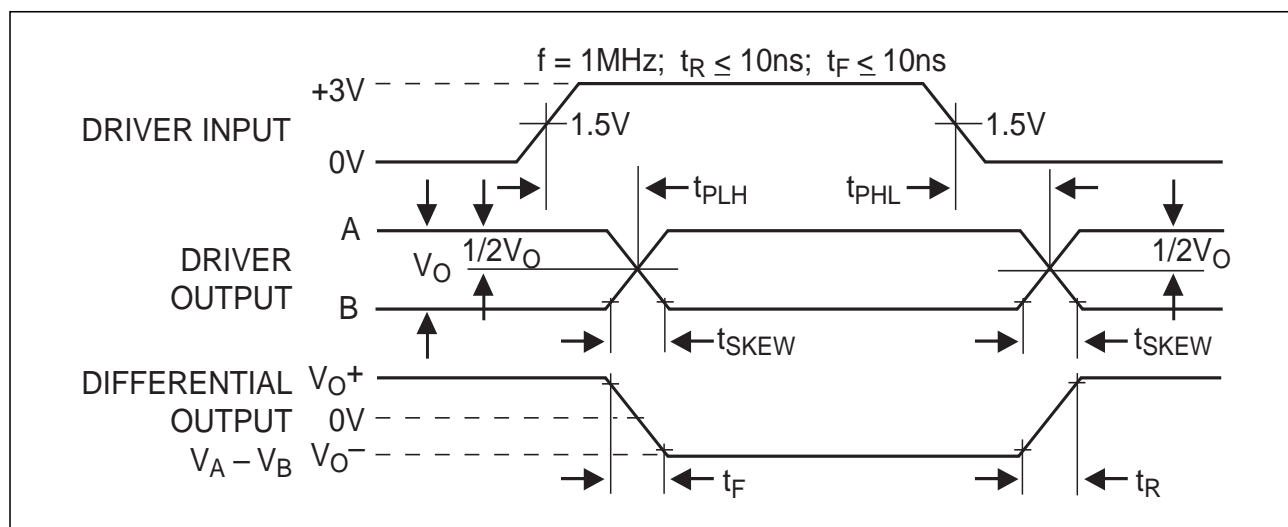 f = 1MHz; tR ≤ 10ns; tF ≤ 10ns
+3V
DRIVER INPUT
1.5V
1.5V
0V
tPLH
tPHL
A
DRIVER OUTPUT
VO
1/2VO
1/2VO
B
tSKEW
tSKEW
DIFFERENTIAL
OUTPUT
VA – VB
VO+
0V
VO–
tF
tR